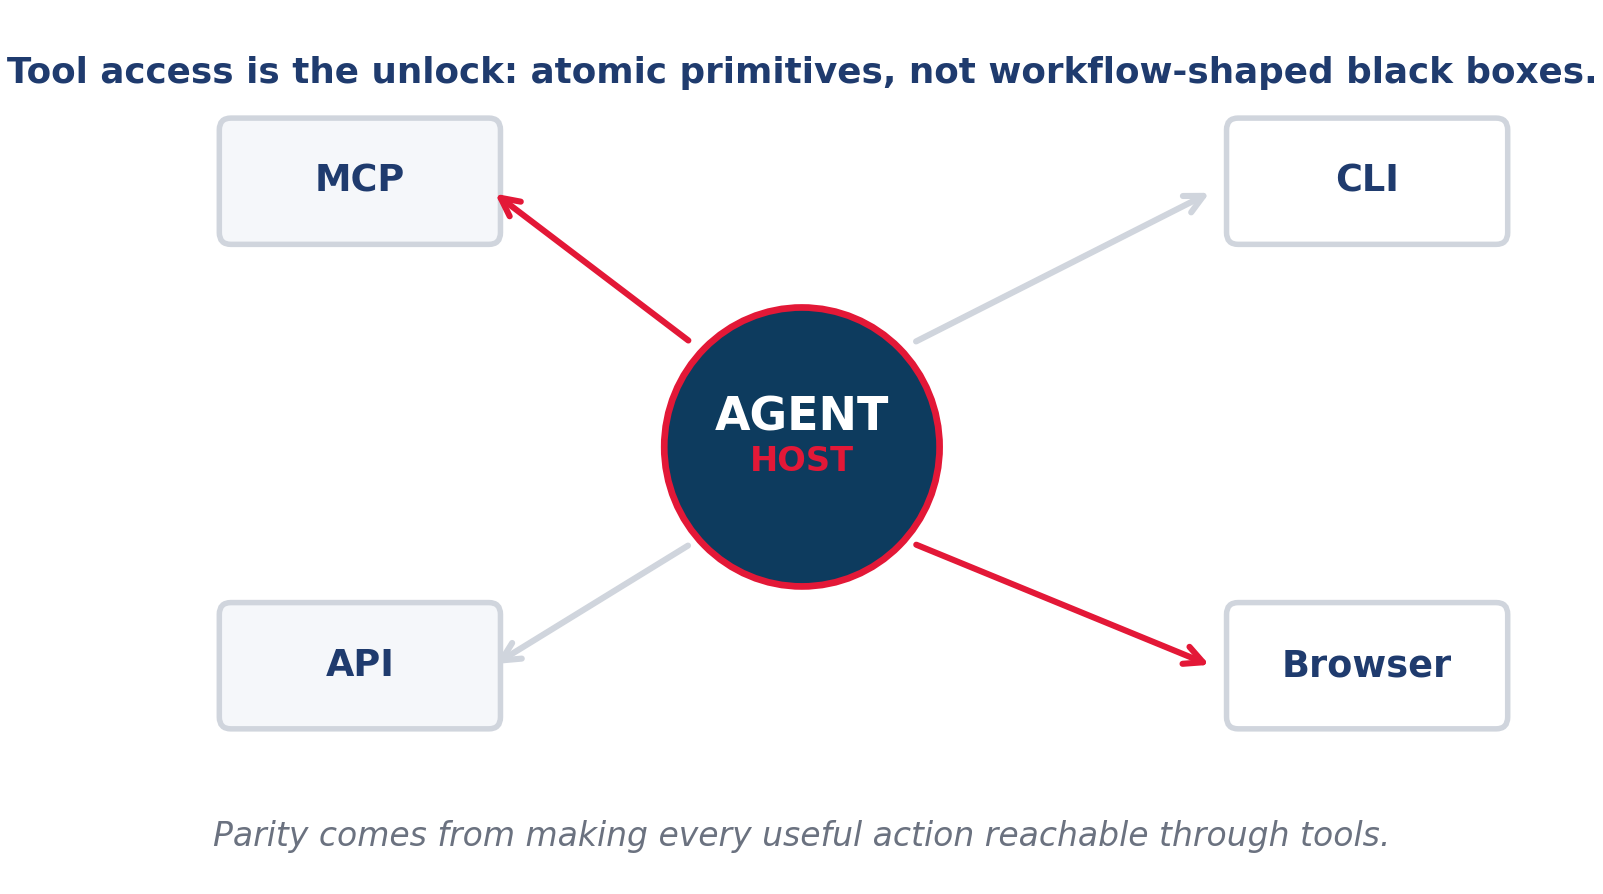 Tool access is the unlock: atomic primitives, not workflow-shaped black boxes.
MCP
CLI
AGENT
HOST
API
Browser
Parity comes from making every useful action reachable through tools.